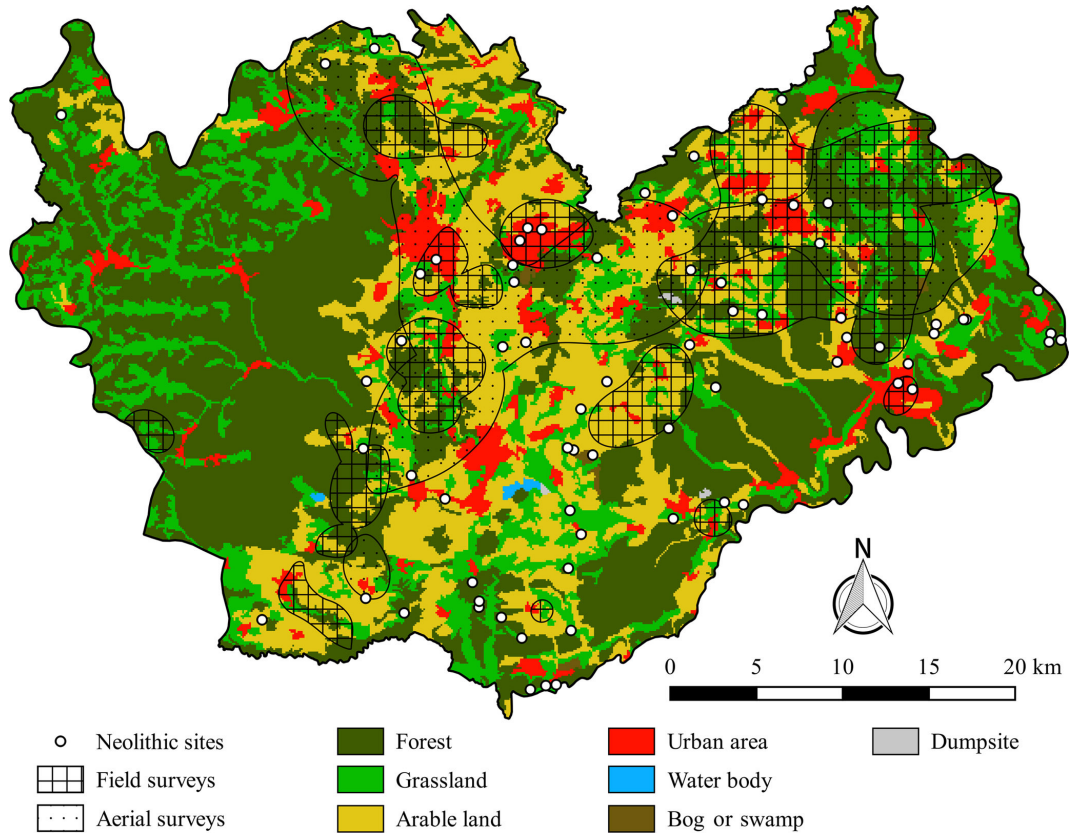 N
0 5 10 15 20 km
Neolithic sites
Forest
Urban area
Dumpsite
Field surveys
Grassland
Water body
Aerial surveys
Arable land
Bog or swamp